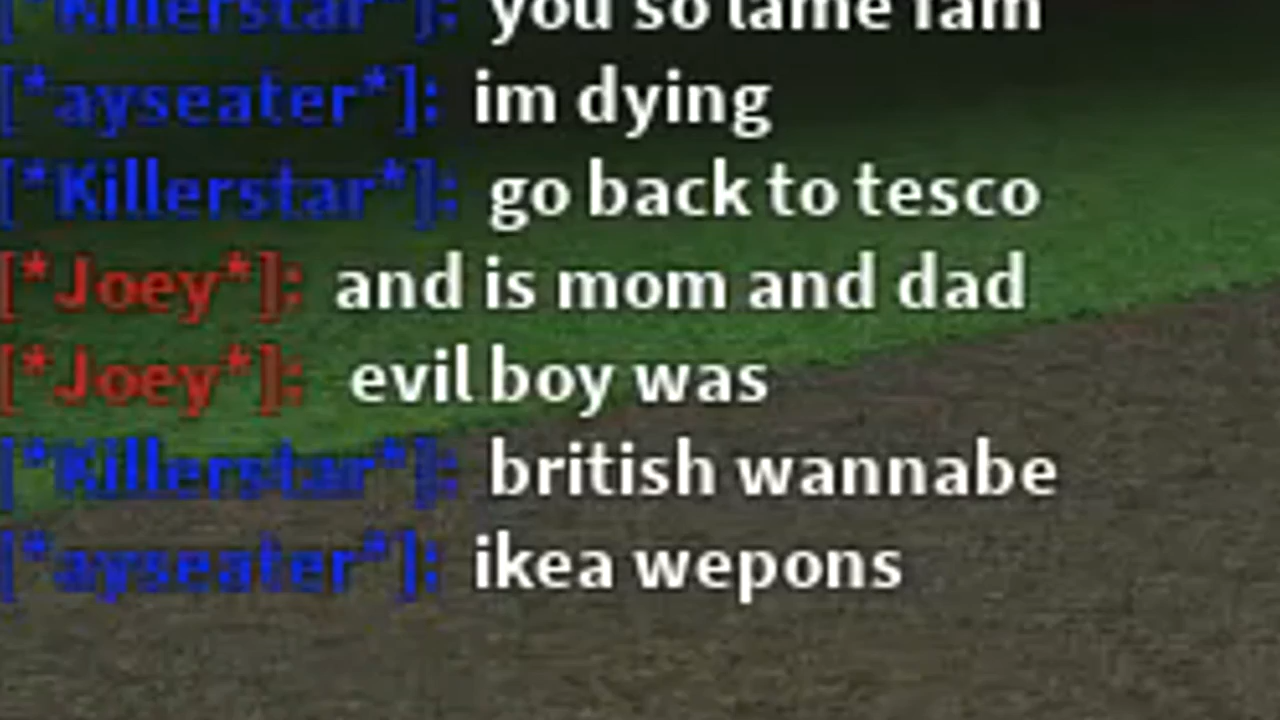 [*Killerstar*]: you so lame fam
[*ayseater*]: im dying
[*Killerstar*]: go back to tesco
[*Joey*]: and is mom and dad
[*Joey*]: evil boy was
[*Killerstar*]: british wannabe
[*ayseater*]: ikea wepons